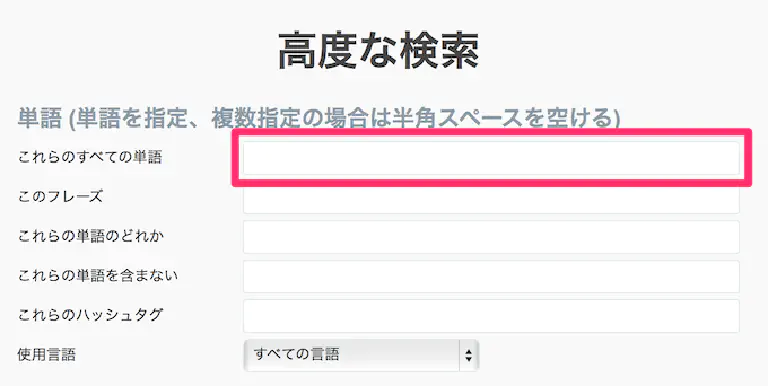 高度な検索
単語 (単語を指定、複数指定の場合は半角スペースを空ける)
これらのすべての単語
このフレーズ
これらの単語のどれか
これらの単語を含まない
これらのハッシュタグ
使用言語
すべての言語